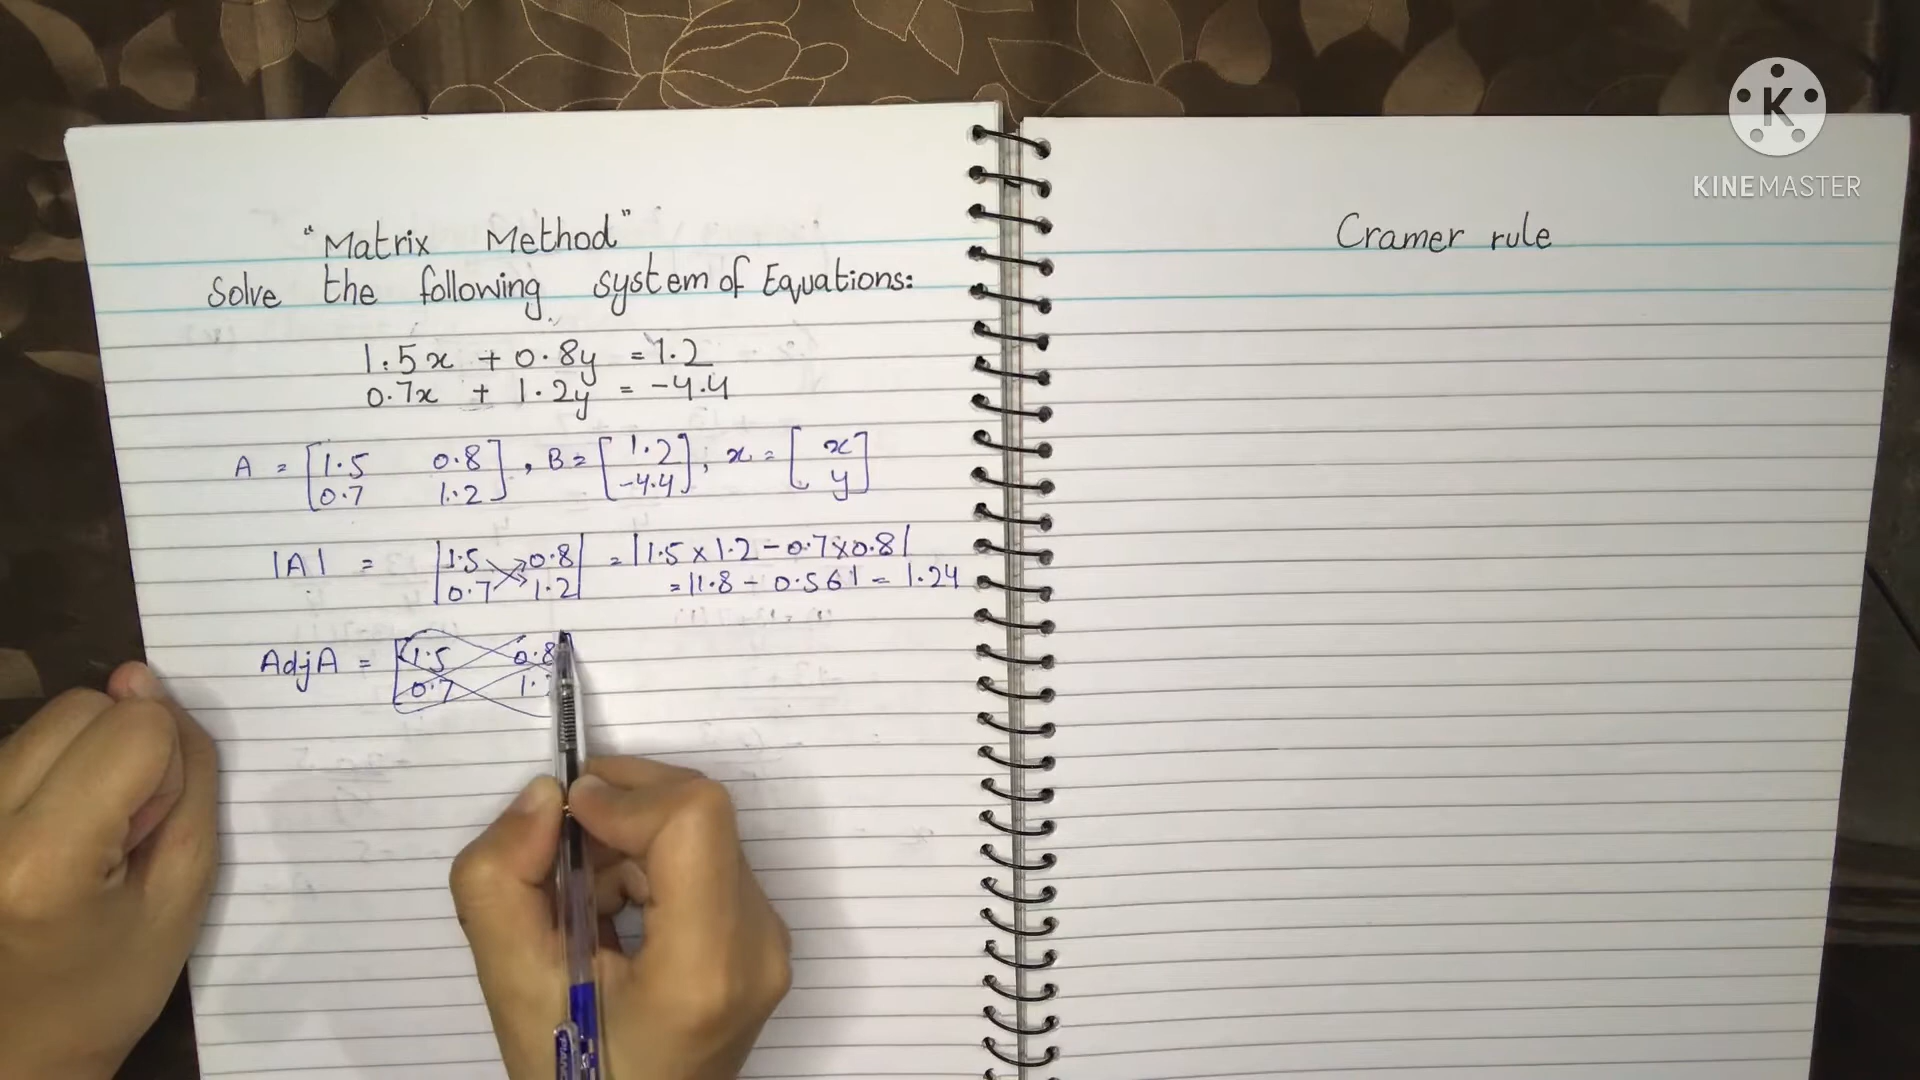 "Matrix Method"
Solve the following system of Equations:
1.5x + 0.8y = 1.2
0.7x + 1.2y = -4.4
A = [1.5 0.8
0.7 1.2], B = [1.2
-4.4]; x = [x
y]
|A| = |1.5 0.8
0.7 1.2| = |1.5 x 1.2 - 0.7 x 0.8|
= |1.8 - 0.56| = 1.24
AdjA = [1.5 0.8
0.7
Cramer rule
K
KINEMASTER